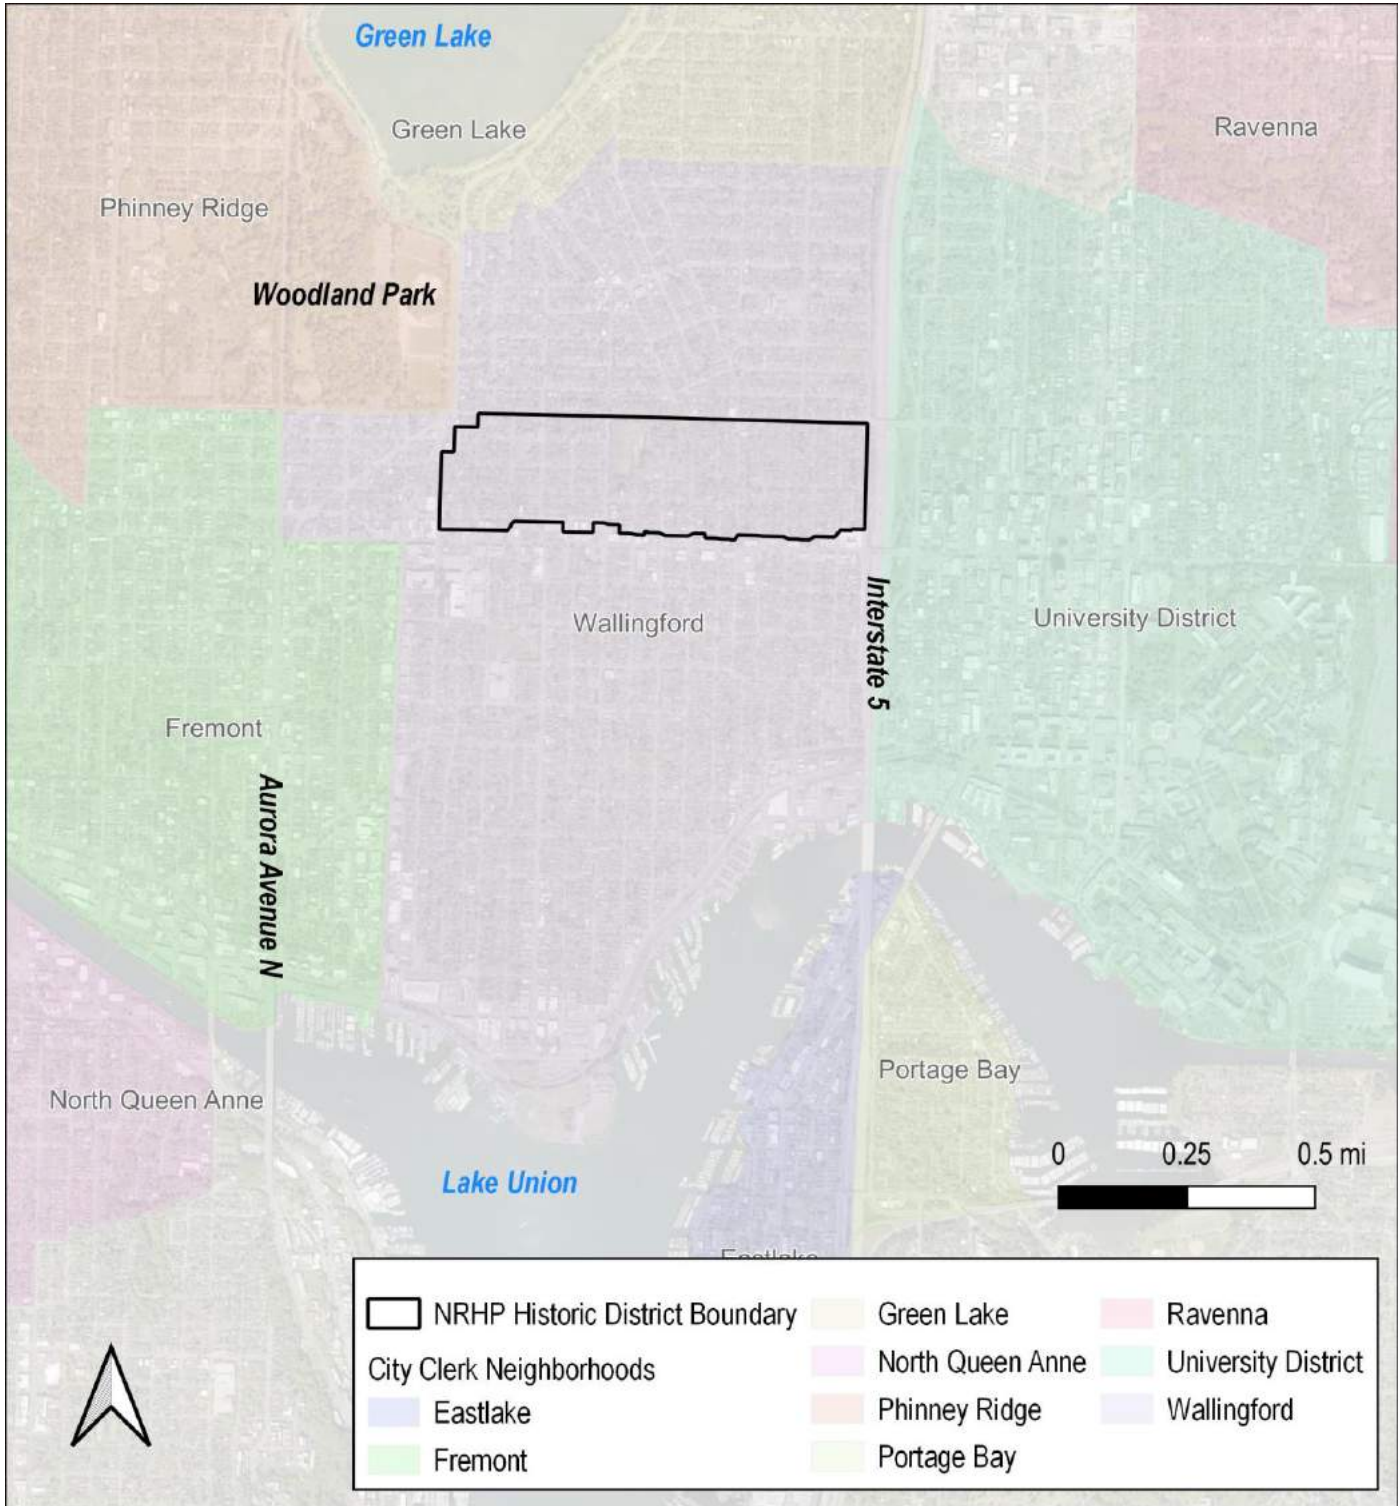 Green Lake
Green Lake
Ravenna
Phinney Ridge
Woodland Park
Interstate 5
Wallingford
University District
Fremont
Aurora Avenue N
Portage Bay
North Queen Anne
0 0.25 0.5 mi
Lake Union
Eastlake
NRHP Historic District Boundary
City Clerk Neighborhoods
Eastlake
Fremont
Green Lake
North Queen Anne
Phinney Ridge
Portage Bay
Ravenna
University District
Wallingford